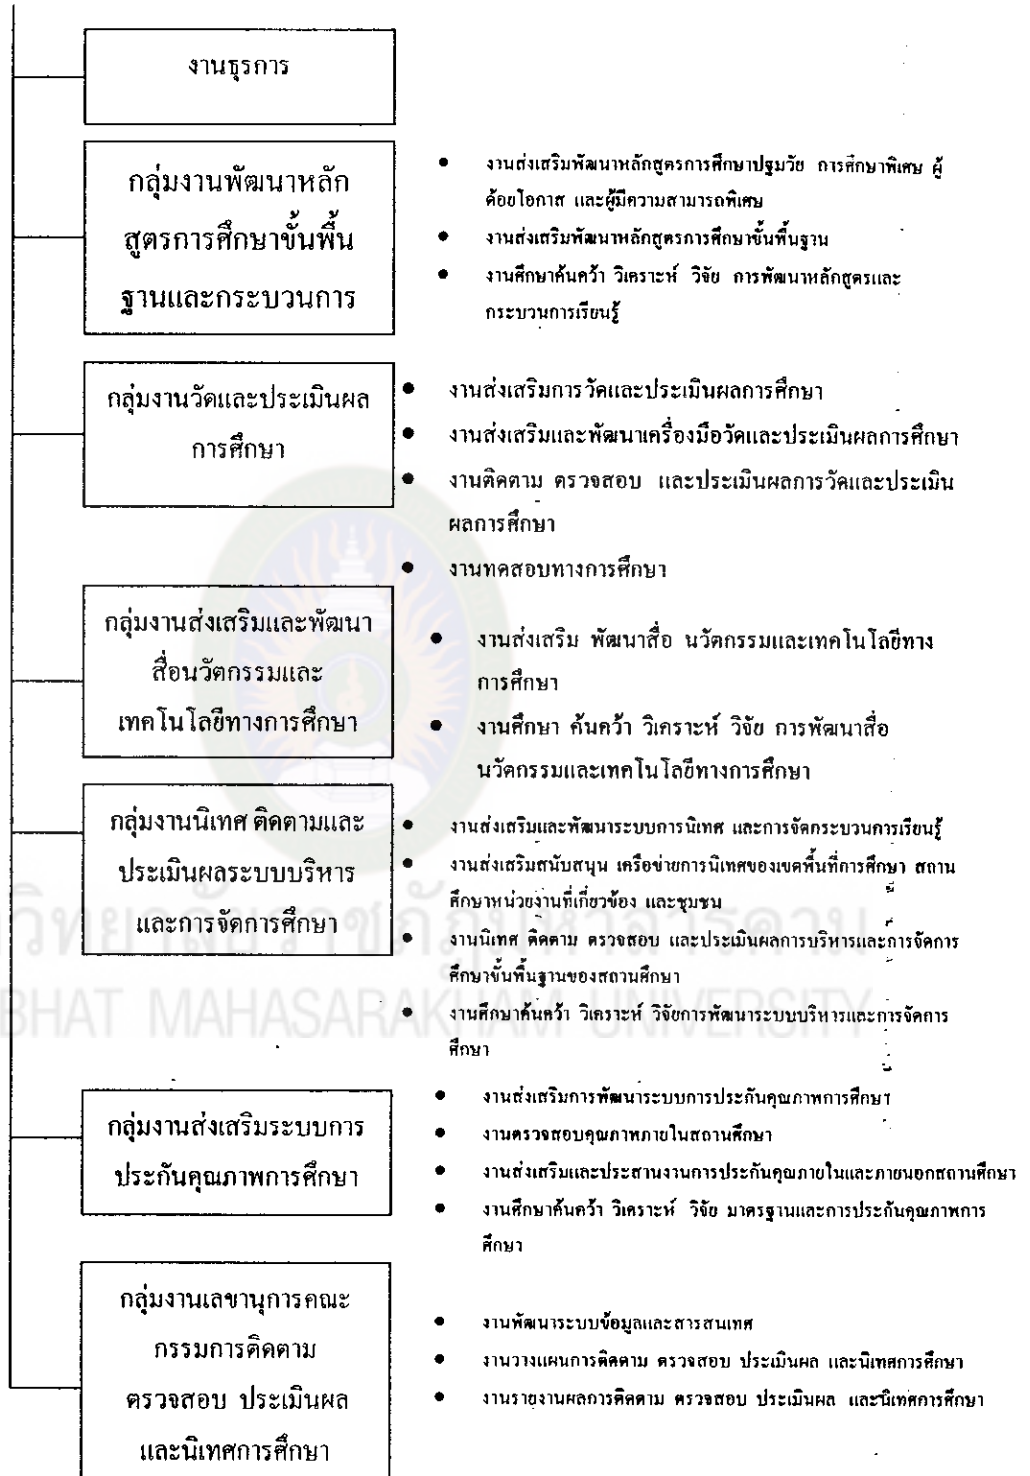 งานธุรการ
กลุ่มงานพัฒนาหลัก
สูตรการศึกษาขั้นพื้น
ฐานและกระบวนการ
● งานส่งเสริมพัฒนาหลักสูตรการศึกษาปฐมวัย การศึกษาพิเศษ ผู้
ด้อยโอกาส และผู้มีความสามารถพิเศษ
● งานส่งเสริมพัฒนาหลักสูตรการศึกษาขั้นพื้นฐาน
● งานศึกษาค้นคว้า วิเคราะห์ วิจัย การพัฒนาหลักสูตรและ
กระบวนการเรียนรู้
กลุ่มงานวัดและประเมินผล
การศึกษา
● งานส่งเสริมการวัดและประเมินผลการศึกษา
● งานส่งเสริมและพัฒนาเครื่องมือวัดและประเมินผลการศึกษา
● งานติดตาม ตรวจสอบ และประเมินผลการวัดและประเมิน
ผลการศึกษา
● งานทดสอบทางการศึกษา
กลุ่มงานส่งเสริมและพัฒนา
สื่อนวัตกรรมและ
เทคโนโลยีทางการศึกษา
● งานส่งเสริม พัฒนาสื่อ นวัตกรรมและเทคโนโลยีทาง
การศึกษา
● งานศึกษา ค้นคว้า วิเคราะห์ วิจัย การพัฒนาสื่อ
นวัตกรรมและเทคโนโลยีทางการศึกษา
กลุ่มงานนิเทศ ติดตามและ
ประเมินผลระบบบริหาร
และการจัดการศึกษา
● งานส่งเสริมและพัฒนาระบบการนิเทศ และการจัดกระบวนการเรียนรู้
● งานส่งเสริมสนับสนุน เครือข่ายการนิเทศของเขตพื้นที่การศึกษา สถาน
ศึกษาหน่วยงานที่เกี่ยวข้อง และชุมชน
● งานนิเทศ ติดตาม ตรวจสอบ และประเมินผลการบริหารและการจัดการ
ศึกษาขั้นพื้นฐานของสถานศึกษา
● งานศึกษาค้นคว้า วิเคราะห์ วิจัยการพัฒนาระบบบริหารและการจัดการ
ศึกษา
วิทยาลัยราชภัฏมหาสารคาม
BHAT MAHASARAKHAM UNIVERSITY
กลุ่มงานส่งเสริมระบบการ
ประกันคุณภาพการศึกษา
● งานส่งเสริมการพัฒนาระบบการประกันคุณภาพการศึกษา
● งานตรวจสอบคุณภาพภายในสถานศึกษา
● งานส่งเสริมและประสานงานการประกันคุณภายในและภายนอกสถานศึกษา
● งานศึกษาค้นคว้า วิเคราะห์ วิจัย มาตรฐานและการประกันคุณภาพการ
ศึกษา
กลุ่มงานเลขานุการคณะ
กรรมการติดตาม
ตรวจสอบ ประเมินผล
และนิเทศการศึกษา
● งานพัฒนาระบบข้อมูลและสารสนเทศ
● งานวางแผนการติดตาม ตรวจสอบ ประเมินผล และนิเทศการศึกษา
● งานรายงานผลการติดตาม ตรวจสอบ ประเมินผล และนิเทศการศึกษา